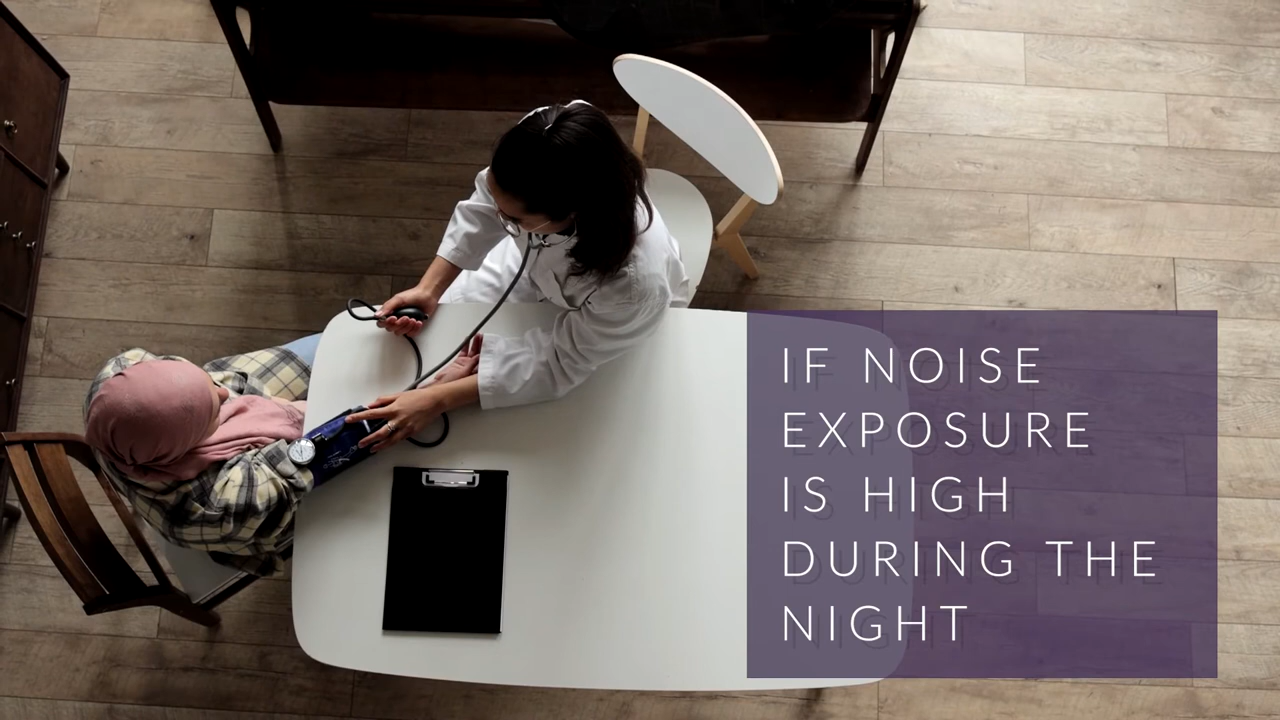 IF NOISE
EXPOSURE
IS HIGH
DURING THE
NIGHT